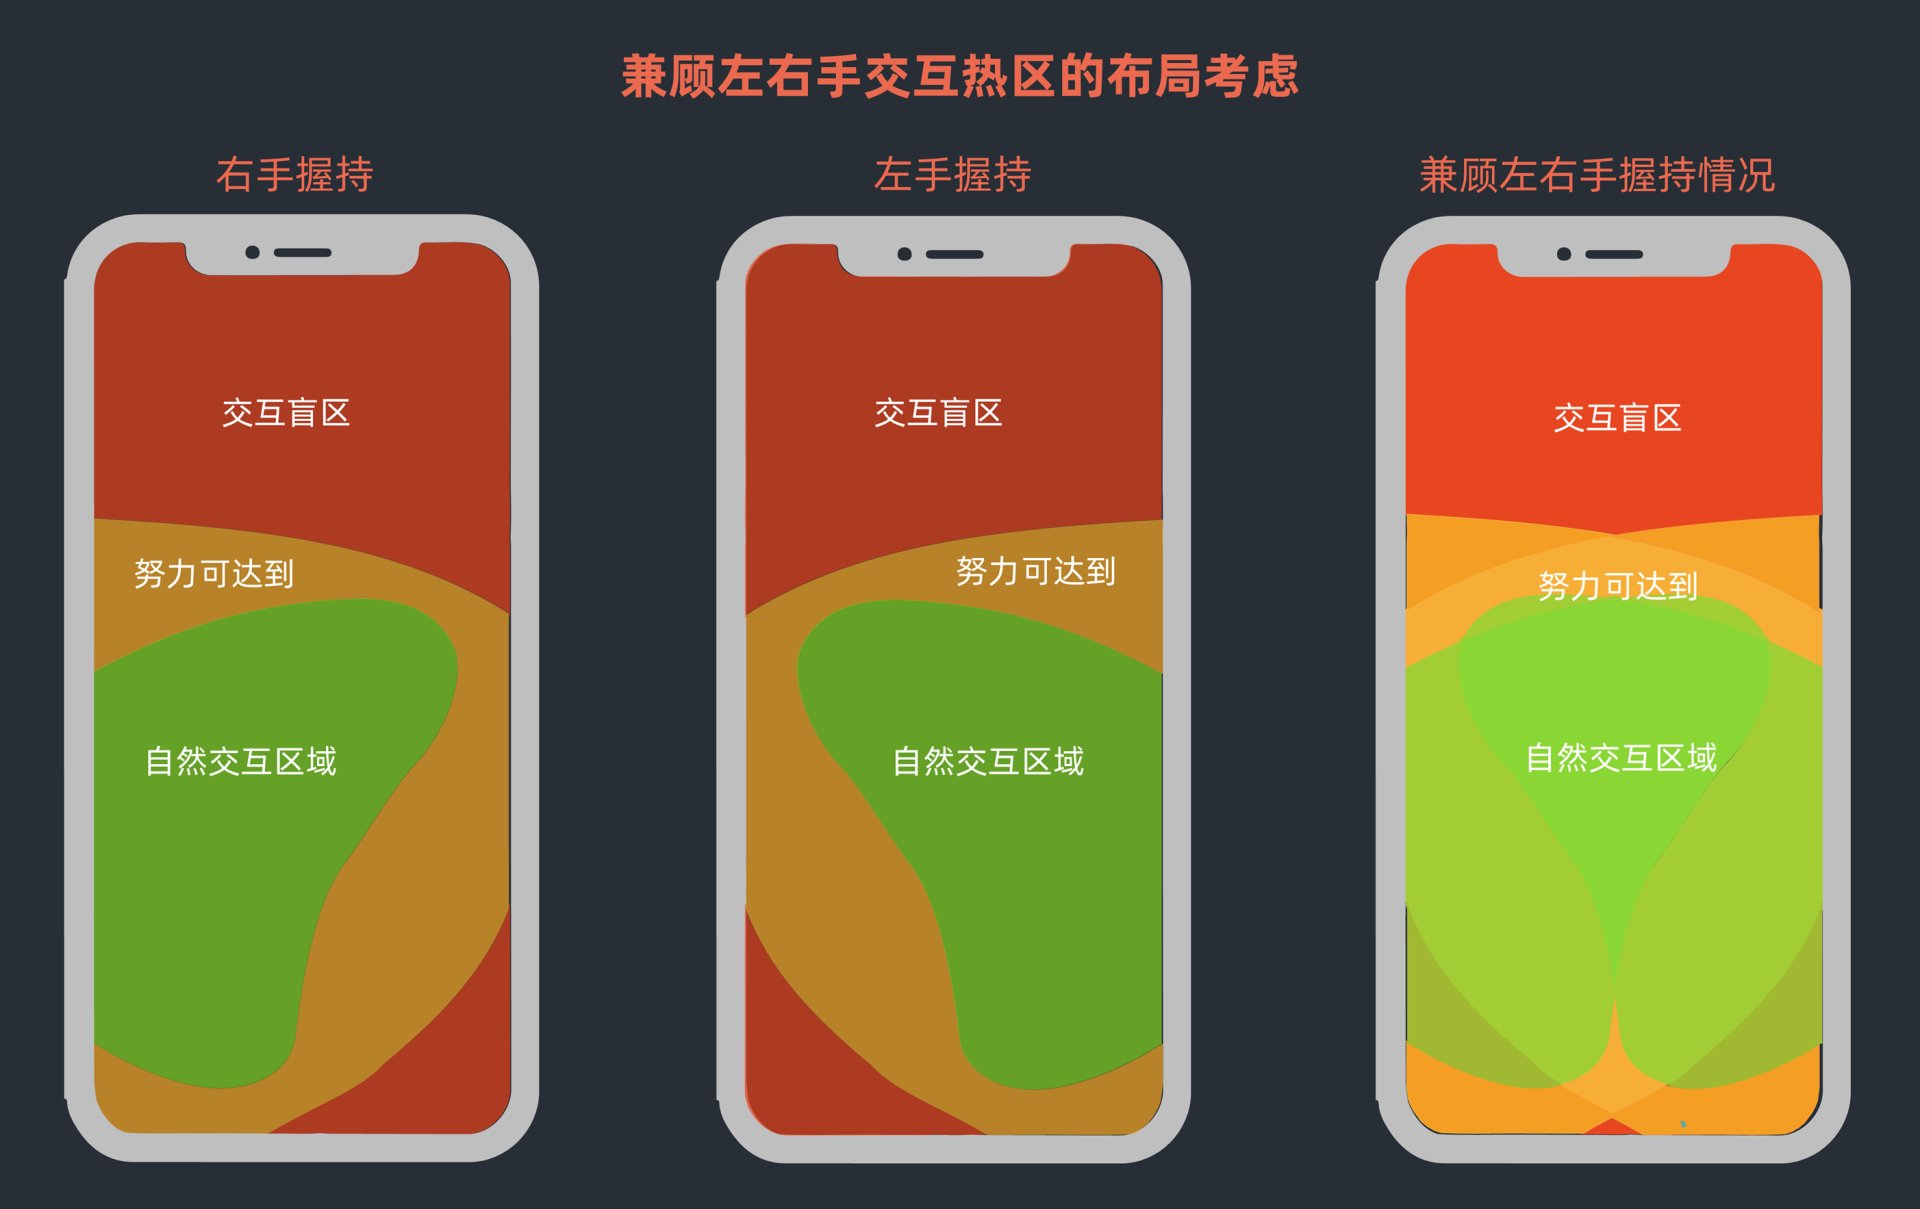 兼顾左右手交互热区的布局考虑
右手握持
左手握持
兼顾左右手握持情况
交互盲区
努力可达到
自然交互区域
交互盲区
努力可达到
自然交互区域
交互盲区
努力可达到
自然交互区域